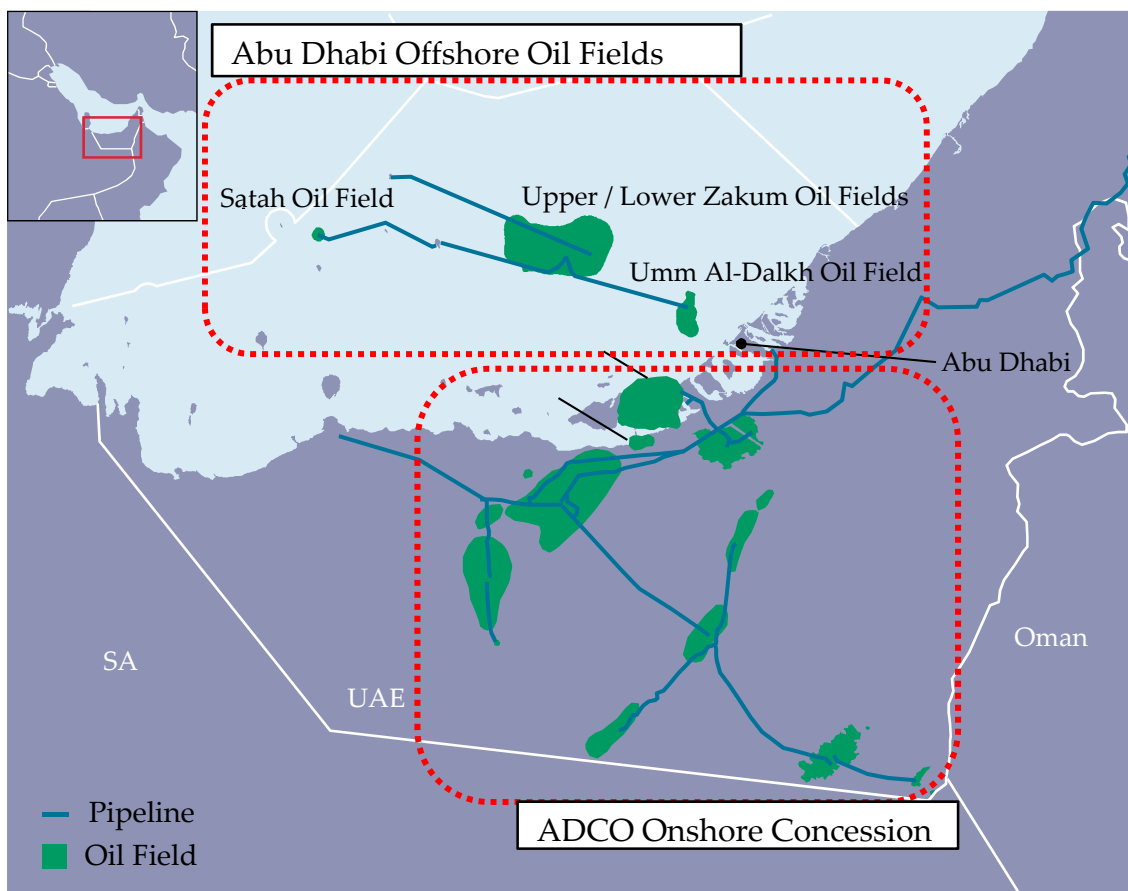 Abu Dhabi Offshore Oil Fields
Satah Oil Field
Upper / Lower Zakum Oil Fields
Umm Al-Dalkh Oil Field
Abu Dhabi
SA
UAE
Oman
Pipeline
Oil Field
ADCO Onshore Concession